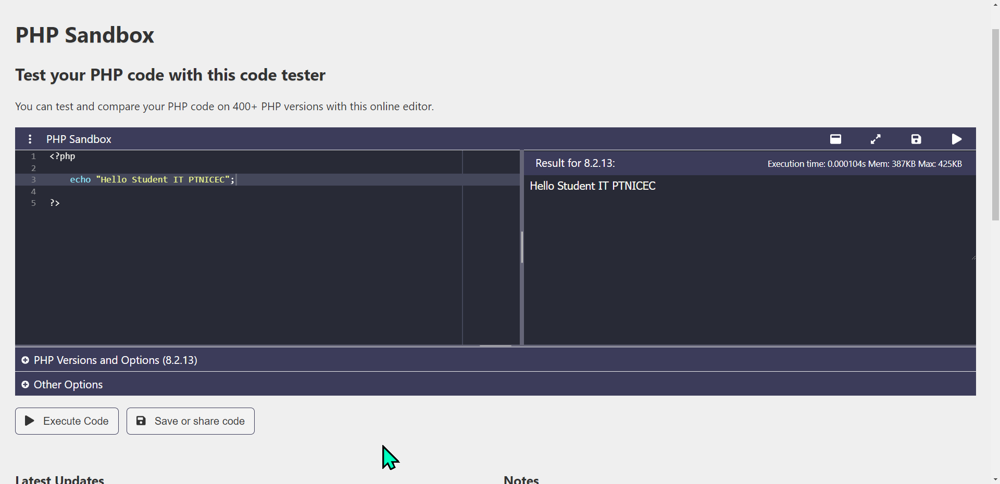 PHP Sandbox
Test your PHP code with this code tester
You can test and compare your PHP code on 400+ PHP versions with this online editor.
PHP Sandbox
1 <?php
2
3 echo "Hello Student IT PTNICEC";
4
5 ?>
Result for 8.2.13: Execution time: 0.000104s Mem: 387KB Max: 425KB
Hello Student IT PTNICEC
PHP Versions and Options (8.2.13)
Other Options
Execute Code Save or share code
Latest Updates Notes